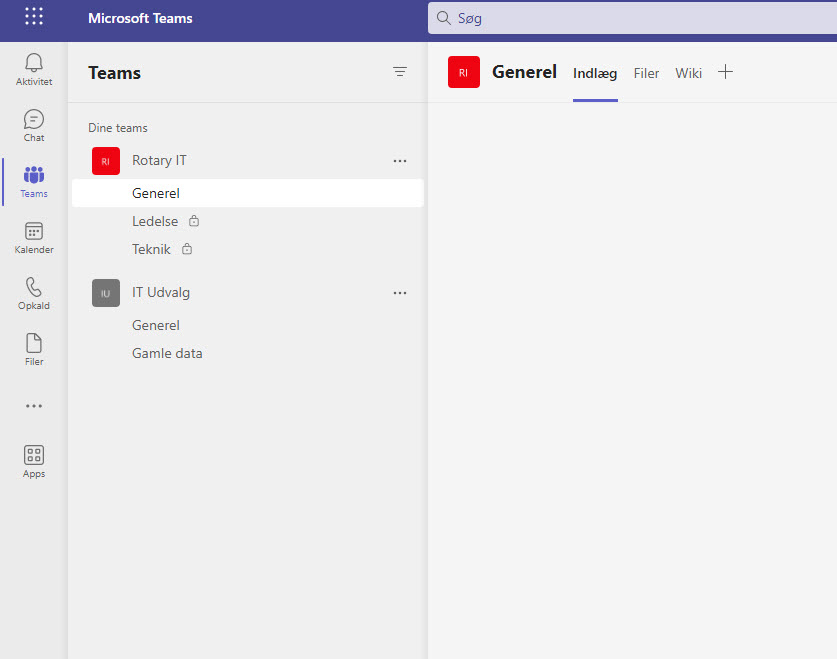 Microsoft Teams
Søg
Aktivitet
Chat
Teams
Kalender
Opkald
Filer
Apps
Teams
Dine teams
RI Rotary IT
Generel
Ledelse
Teknik
IU IT Udvalg
Generel
Gamle data
RI Generel Indlæg Filer Wiki